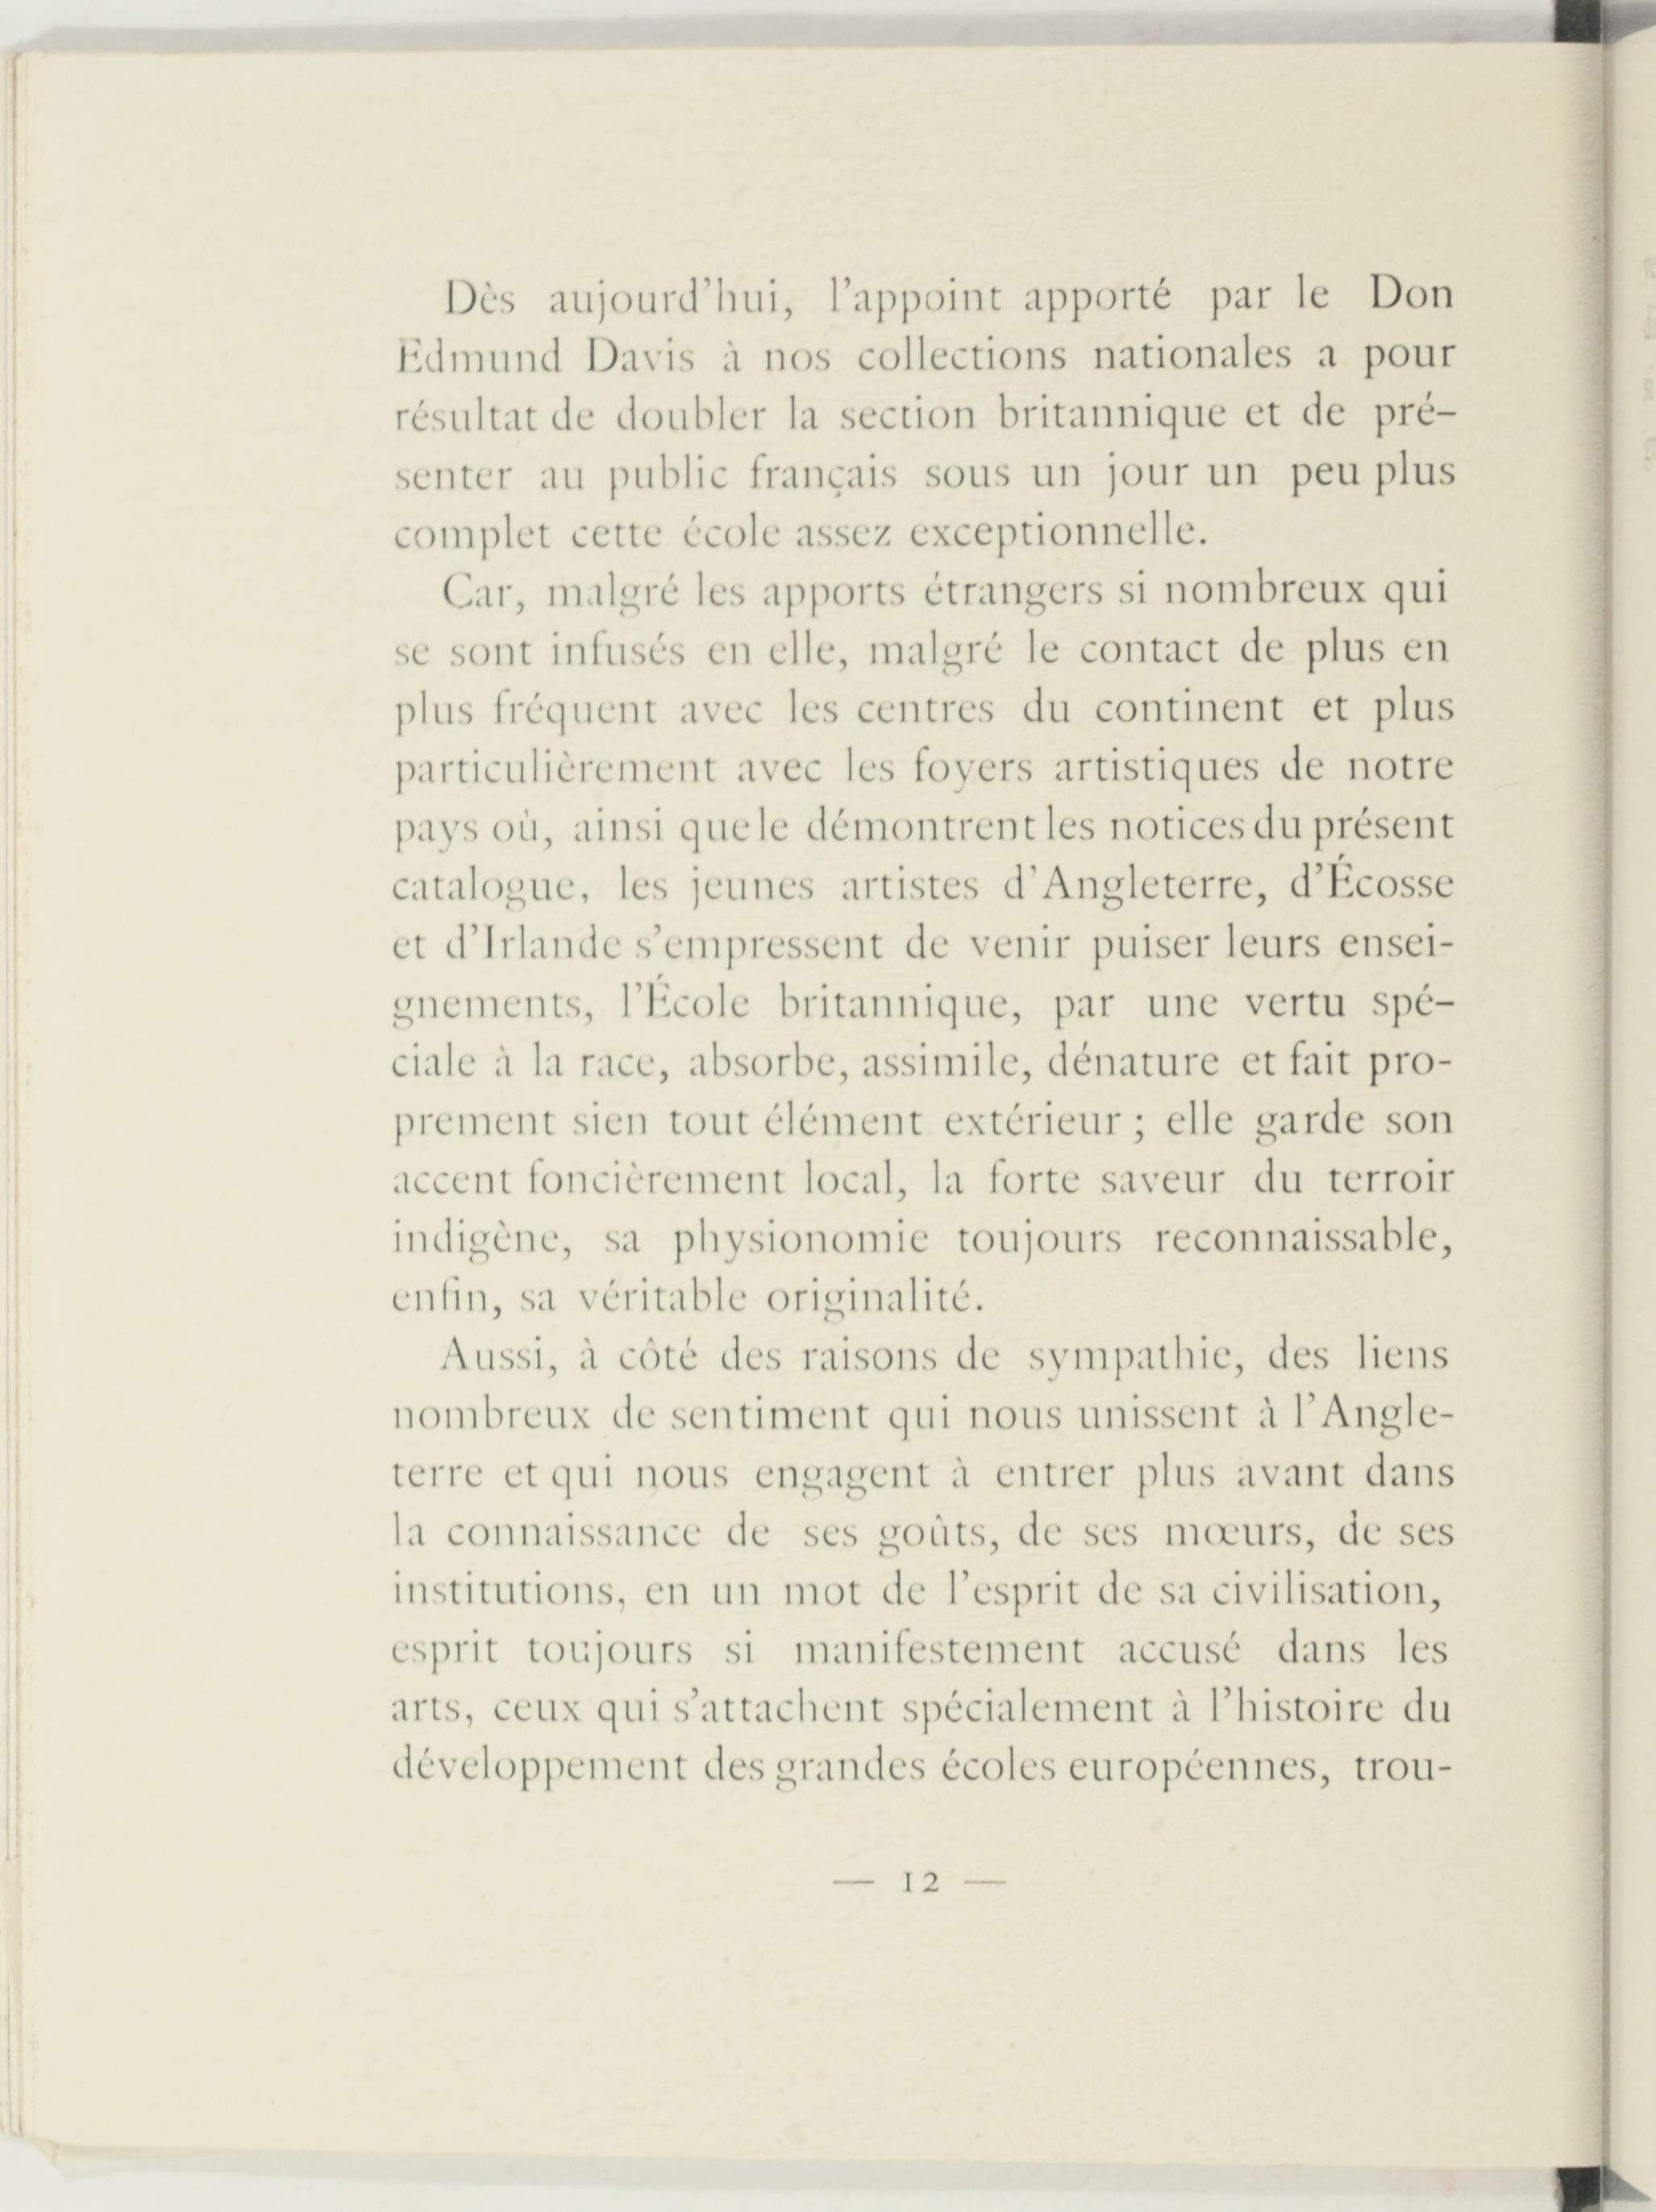 Dès aujourd'hui, l'appoint apporté par le Don
Edmund Davis à nos collections nationales a pour
résultat de doubler la section britannique et de pré-
senter au public français sous un jour un peu plus
complet cette école assez exceptionnelle.
Car, malgré les apports étrangers si nombreux qui
se sont infusés en elle, malgré le contact de plus en
plus fréquent avec les centres du continent et plus
particulièrement avec les foyers artistiques de notre
pays où, ainsi que le démontrent les notices du présent
catalogue, les jeunes artistes d'Angleterre, d'Écosse
et d'Irlande s'empressent de venir puiser leurs ensei-
gnements, l'École britannique, par une vertu spé-
ciale à la race, absorbe, assimile, dénature et fait pro-
prement sien tout élément extérieur ; elle garde son
accent foncièrement local, la forte saveur du terroir
indigène, sa physionomie toujours reconnaissable,
enfin, sa véritable originalité.
Aussi, à côté des raisons de sympathie, des liens
nombreux de sentiment qui nous unissent à l'Angle-
terre et qui nous engagent à entrer plus avant dans
la connaissance de ses goûts, de ses mœurs, de ses
institutions, en un mot de l'esprit de sa civilisation,
esprit toujours si manifestement accusé dans les
arts, ceux qui s'attachent spécialement à l'histoire du
développement des grandes écoles européennes, trou-
— 12 —